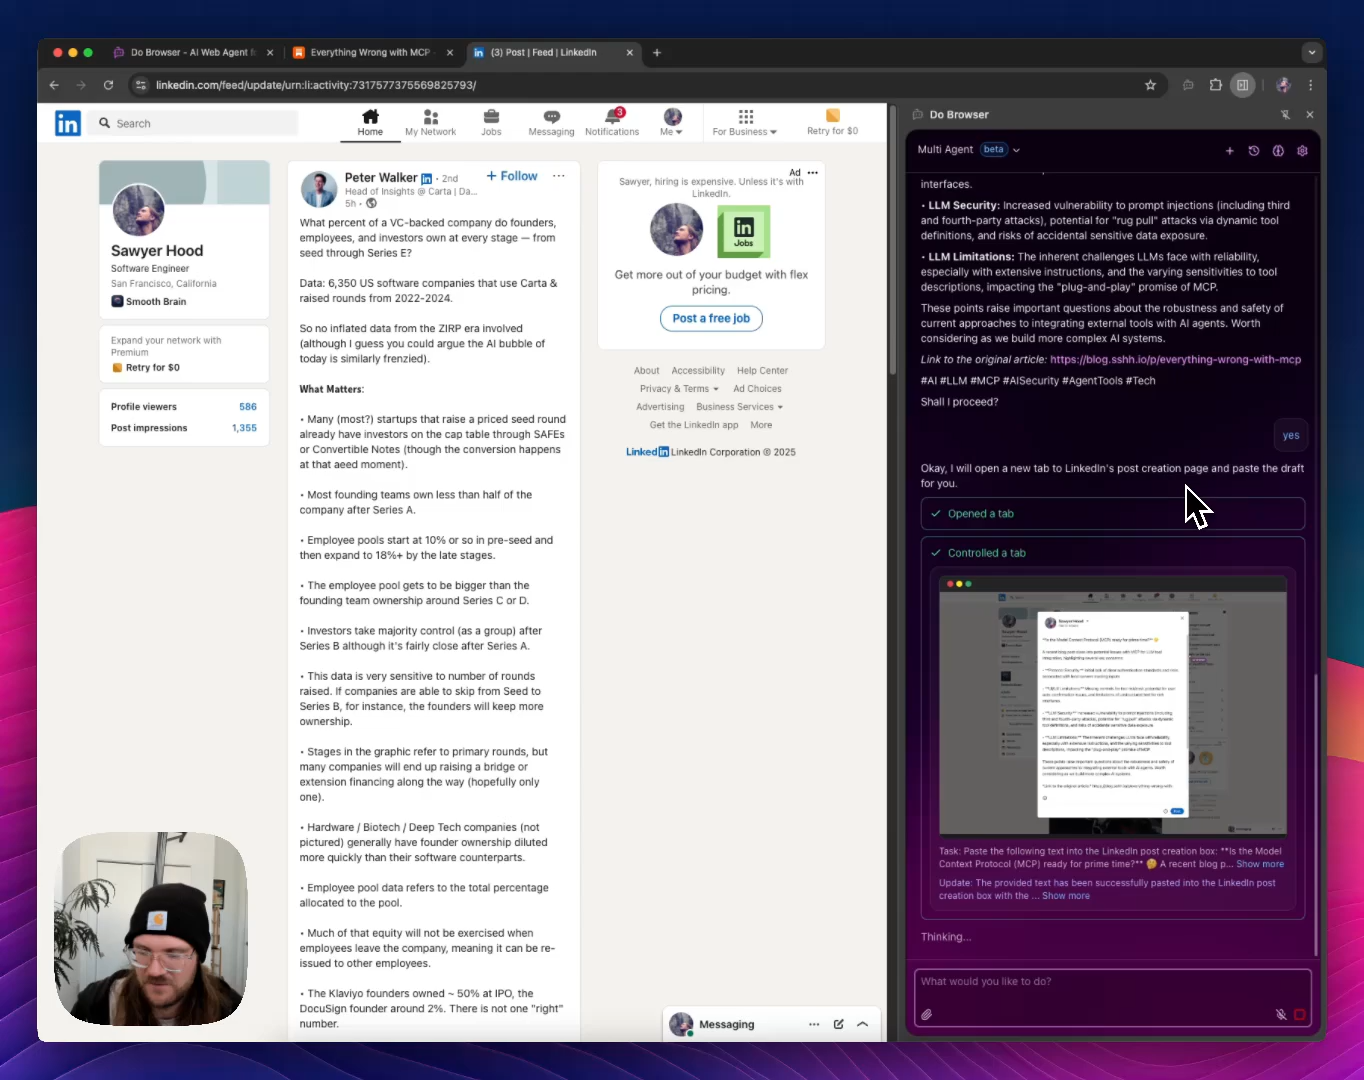 Do Browser - AI Web Agent f
Everything Wrong with MCP
(3) Post | Feed | LinkedIn
linkedin.com/feed/update/urn:li:activity:7317577375569825793/
Search
Home
My Network
Jobs
Messaging
3
Notifications
Me
For Business
Retry for $0
Sawyer Hood
Software Engineer
San Francisco, California
Smooth Brain
Expand your network with
Premium
Retry for $0
Profile viewers 586
Post impressions 1,355
Peter Walker in · 2nd
+ Follow
Head of Insights @ Carta | Da...
5h •
What percent of a VC-backed company do founders,
employees, and investors own at every stage — from
seed through Series E?
Data: 6,350 US software companies that use Carta &
raised rounds from 2022-2024.
So no inflated data from the ZIRP era involved
(although I guess you could argue the AI bubble of
today is similarly frenzied).
What Matters:
• Many (most?) startups that raise a priced seed round
already have investors on the cap table through SAFEs
or Convertible Notes (though the conversion happens
at that aeed moment).
• Most founding teams own less than half of the
company after Series A.
• Employee pools start at 10% or so in pre-seed and
then expand to 18%+ by the late stages.
• The employee pool gets to be bigger than the
founding team ownership around Series C or D.
• Investors take majority control (as a group) after
Series B although it's fairly close after Series A.
• This data is very sensitive to number of rounds
raised. If companies are able to skip from Seed to
Series B, for instance, the founders will keep more
ownership.
• Stages in the graphic refer to primary rounds, but
many companies will end up raising a bridge or
extension financing along the way (hopefully only
one).
• Hardware / Biotech / Deep Tech companies (not
pictured) generally have founder ownership diluted
more quickly than their software counterparts.
• Employee pool data refers to the total percentage
allocated to the pool.
• Much of that equity will not be exercised when
employees leave the company, meaning it can be re-
issued to other employees.
• The Klaviyo founders owned ~ 50% at IPO, the
DocuSign founder around 2%. There is not one "right"
number.
Ad
Sawyer, hiring is expensive. Unless it's with
LinkedIn.
in
Jobs
Get more out of your budget with flex
pricing.
Post a free job
About Accessibility Help Center
Privacy & Terms Ad Choices
Advertising Business Services
Get the LinkedIn app More
LinkedIn LinkedIn Corporation © 2025
Messaging
Do Browser
Multi Agent beta
interfaces.
• LLM Security: Increased vulnerability to prompt injections (including third
and fourth-party attacks), potential for "rug pull" attacks via dynamic tool
definitions, and risks of accidental sensitive data exposure.
• LLM Limitations: The inherent challenges LLMs face with reliability,
especially with extensive instructions, and the varying sensitivities to tool
descriptions, impacting the "plug-and-play" promise of MCP.
These points raise important questions about the robustness and safety of
current approaches to integrating external tools with AI agents. Worth
considering as we build more complex AI systems.
Link to the original article: https://blog.sshh.io/p/everything-wrong-with-mcp
#AI #LLM #MCP #AISecurity #AgentTools #Tech
Shall I proceed?
yes
Okay, I will open a new tab to LinkedIn's post creation page and paste the draft
for you.
Opened a tab
Controlled a tab
Task: Paste the following text into the LinkedIn post creation box: **Is the Model
Context Protocol (MCP) ready for prime time?** 🤔 A recent blog p... Show more
Update: The provided text has been successfully pasted into the LinkedIn post
creation box with the ... Show more
Thinking...
What would you like to do?